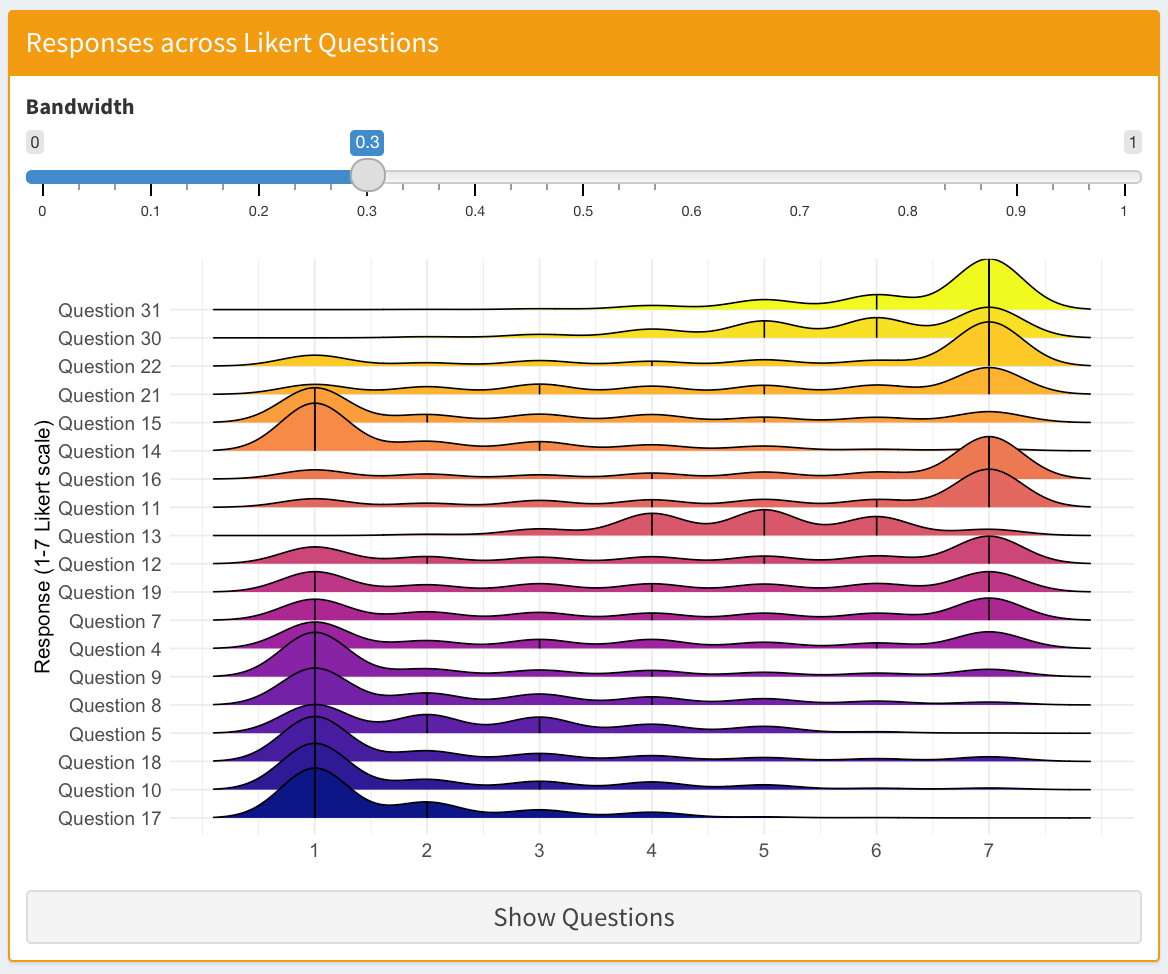 Responses across Likert Questions
Bandwidth
0 0.3 1
0 0.1 0.2 0.3 0.4 0.5 0.6 0.7 0.8 0.9 1
Response (1-7 Likert scale)
Question 31
Question 30
Question 22
Question 21
Question 15
Question 14
Question 16
Question 11
Question 13
Question 12
Question 19
Question 7
Question 4
Question 9
Question 8
Question 5
Question 18
Question 10
Question 17
1 2 3 4 5 6 7
Show Questions